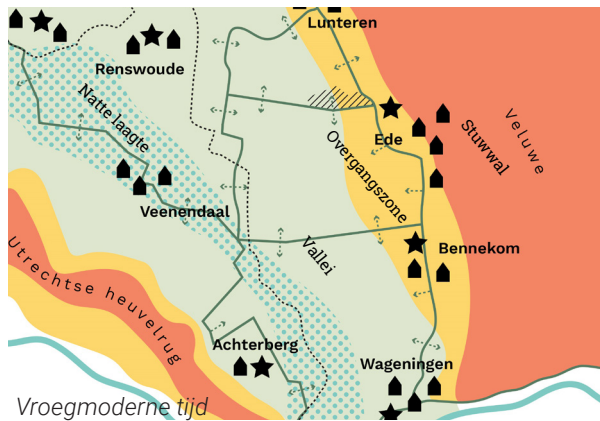 Lunteren
Renswoude
Veluwe
Natte laagte
Ede
Stuwwal
Overgangszone
Veenendaal
Vallei
Bennekom
Utrechtse heuvelrug
Achterberg
Wageningen
Vroegmoderne tijd